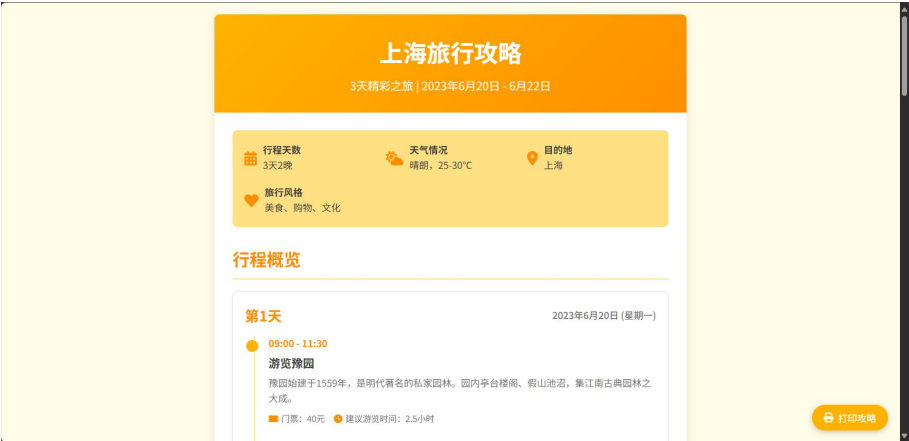 上海旅行攻略
3天精彩之旅 | 2023年6月20日 - 6月22日
行程天数
3天2晚
天气情况
晴朗，25-30°C
目的地
上海
旅行风格
美食、购物、文化
行程概览
第1天
2023年6月20日 (星期一)
09:00 - 11:30
游览豫园
豫园始建于1559年，是明代著名的私家园林。园内亭台楼阁、假山池沼，集江南古典园林之
大成。
门票：40元 建议游览时间：2.5小时
打印攻略